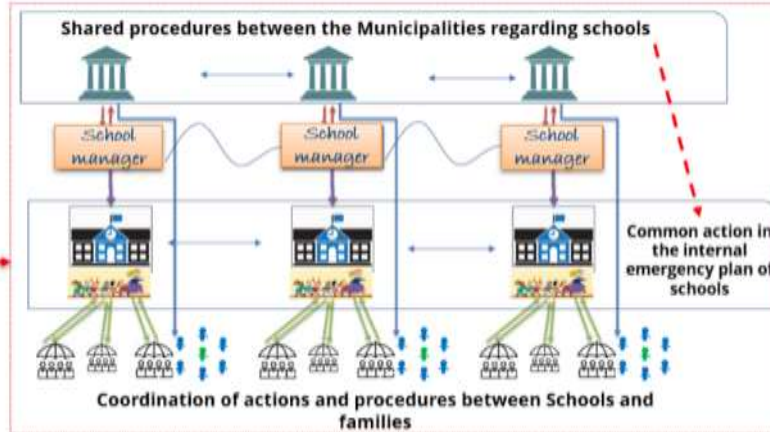 Shared procedures between the Municipalities regarding schools
School
manager
School
manager
School
manager
Common action in
the internal
emergency plan of
schools
Coordination of actions and procedures between Schools and
families